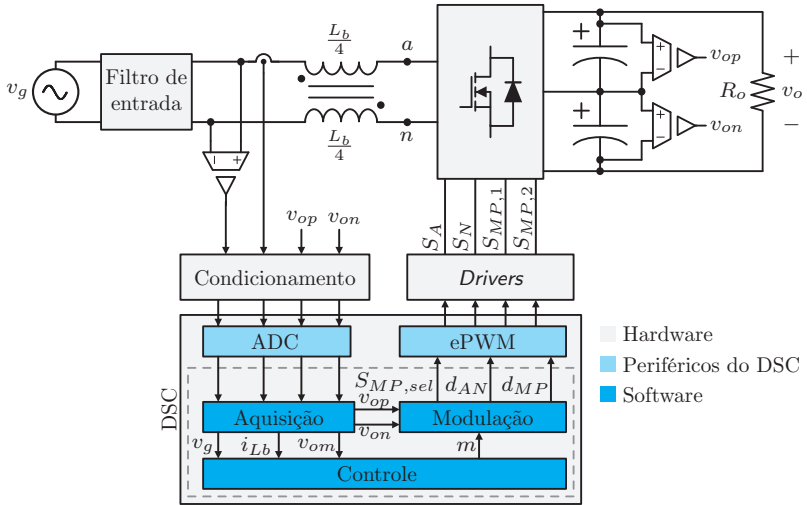 L_b/4
a
v_g
Filtro de
entrada
+
−
+
v_op
+
R_o
v_o
+
−
+
v_on
−
n
L_b/4
−
+
v_op
v_on
S_A
S_N
S_MP,1
S_MP,2
Condicionamento
Drivers
ADC
ePWM
Hardware
Periféricos do DSC
Software
DSC
S_MP,sel
d_AN
d_MP
v_op
Aquisição
Modulação
v_on
v_g
i_Lb
v_om
m
Controle